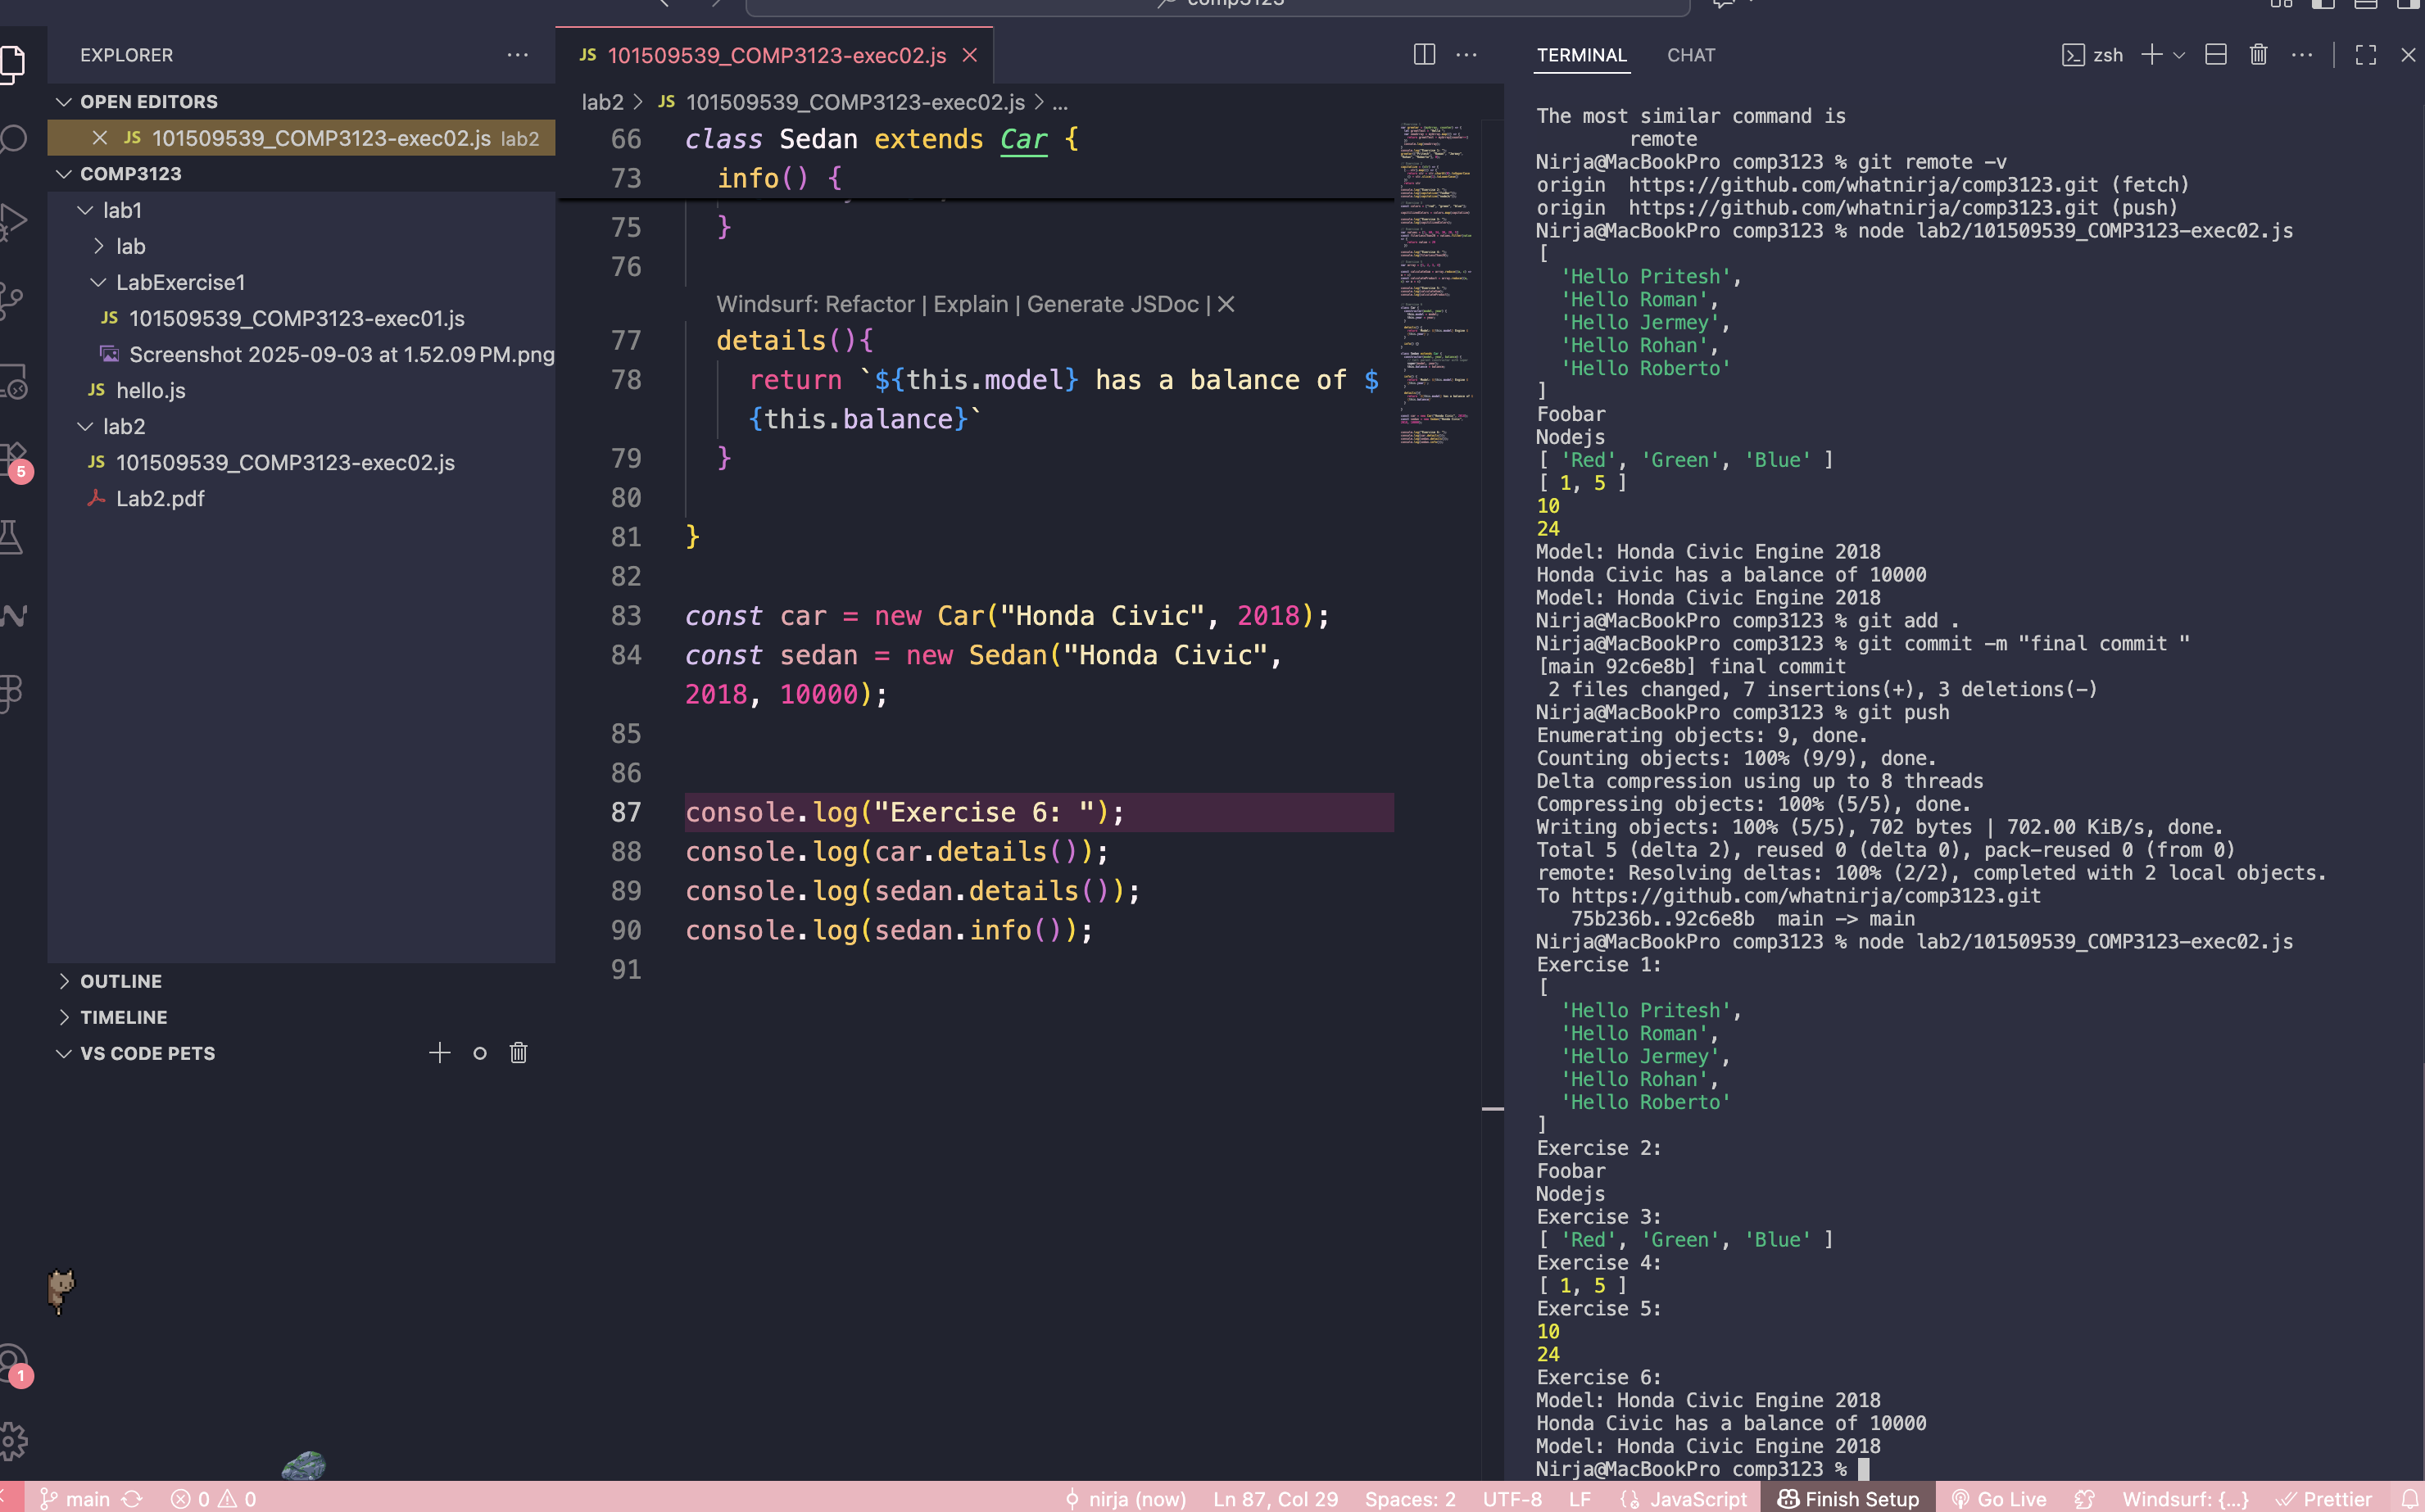 comp3123
EXPLORER
OPEN EDITORS
JS 101509539_COMP3123-exec02.js lab2
COMP3123
lab1
lab
LabExercise1
JS 101509539_COMP3123-exec01.js
Screenshot 2025-09-03 at 1.52.09 PM.png
JS hello.js
lab2
JS 101509539_COMP3123-exec02.js
Lab2.pdf
OUTLINE
TIMELINE
VS CODE PETS
5
1
JS 101509539_COMP3123-exec02.js
lab2 > JS 101509539_COMP3123-exec02.js > ...
66 class Sedan extends Car {
73 info() {
75 }
76
Windsurf: Refactor | Explain | Generate JSDoc | X
77 details(){
78 return `${this.model} has a balance of $
{this.balance}`
79 }
80
81 }
82
83 const car = new Car("Honda Civic", 2018);
84 const sedan = new Sedan("Honda Civic",
2018, 10000);
85
86
87 console.log("Exercise 6: ");
88 console.log(car.details());
89 console.log(sedan.details());
90 console.log(sedan.info());
91
TERMINAL CHAT
zsh
The most similar command is
remote
Nirja@MacBookPro comp3123 % git remote -v
origin https://github.com/whatnirja/comp3123.git (fetch)
origin https://github.com/whatnirja/comp3123.git (push)
Nirja@MacBookPro comp3123 % node lab2/101509539_COMP3123-exec02.js
[
'Hello Pritesh',
'Hello Roman',
'Hello Jermey',
'Hello Rohan',
'Hello Roberto'
]
Foobar
Nodejs
[ 'Red', 'Green', 'Blue' ]
[ 1, 5 ]
10
24
Model: Honda Civic Engine 2018
Honda Civic has a balance of 10000
Model: Honda Civic Engine 2018
Nirja@MacBookPro comp3123 % git add .
Nirja@MacBookPro comp3123 % git commit -m "final commit "
[main 92c6e8b] final commit
2 files changed, 7 insertions(+), 3 deletions(-)
Nirja@MacBookPro comp3123 % git push
Enumerating objects: 9, done.
Counting objects: 100% (9/9), done.
Delta compression using up to 8 threads
Compressing objects: 100% (5/5), done.
Writing objects: 100% (5/5), 702 bytes | 702.00 KiB/s, done.
Total 5 (delta 2), reused 0 (delta 0), pack-reused 0 (from 0)
remote: Resolving deltas: 100% (2/2), completed with 2 local objects.
To https://github.com/whatnirja/comp3123.git
75b236b..92c6e8b main -> main
Nirja@MacBookPro comp3123 % node lab2/101509539_COMP3123-exec02.js
Exercise 1:
[
'Hello Pritesh',
'Hello Roman',
'Hello Jermey',
'Hello Rohan',
'Hello Roberto'
]
Exercise 2:
Foobar
Nodejs
Exercise 3:
[ 'Red', 'Green', 'Blue' ]
Exercise 4:
[ 1, 5 ]
Exercise 5:
10
24
Exercise 6:
Model: Honda Civic Engine 2018
Honda Civic has a balance of 10000
Model: Honda Civic Engine 2018
Nirja@MacBookPro comp3123 %
main 0 0 nirja (now) Ln 87, Col 29 Spaces: 2 UTF-8 LF JavaScript Finish Setup Go Live Windsurf: {...} Prettier